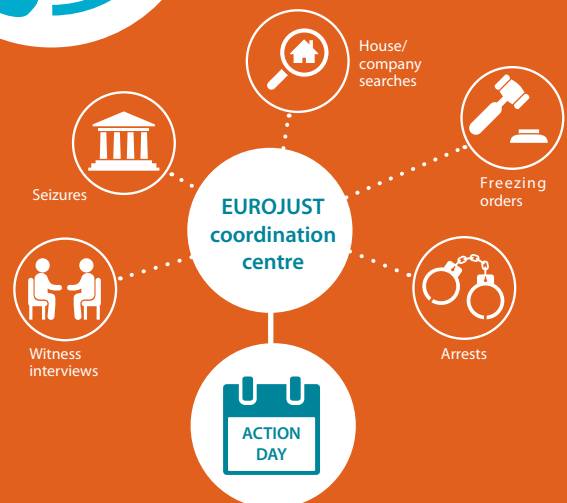 House/
company
searches
Seizures
Freezing
orders
EUROJUST
coordination
centre
Witness
interviews
Arrests
ACTION
DAY